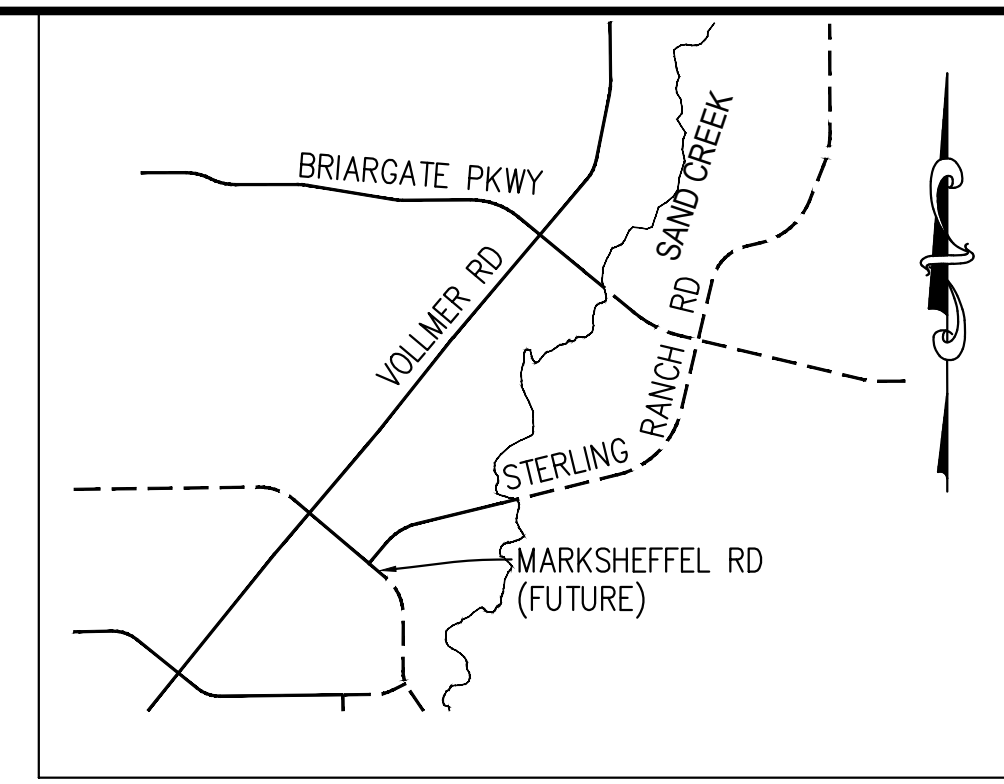 BRIARGATE PKWY
SAND CREEK
VOLLMER RD
STERLING RANCH RD
MARKSHEFFEL RD
(FUTURE)